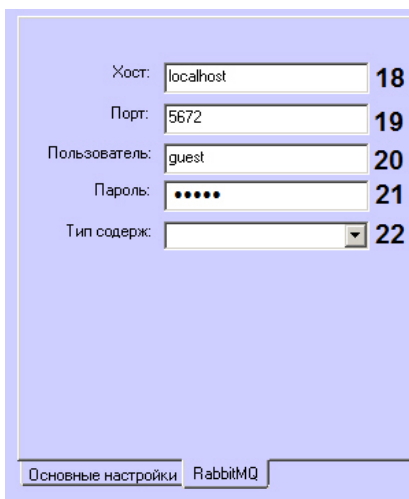 Хост: localhost 18
Порт: 5672 19
Пользователь: guest 20
Пароль: ••••• 21
Тип содерж: 22
Основные настройки RabbitMQ